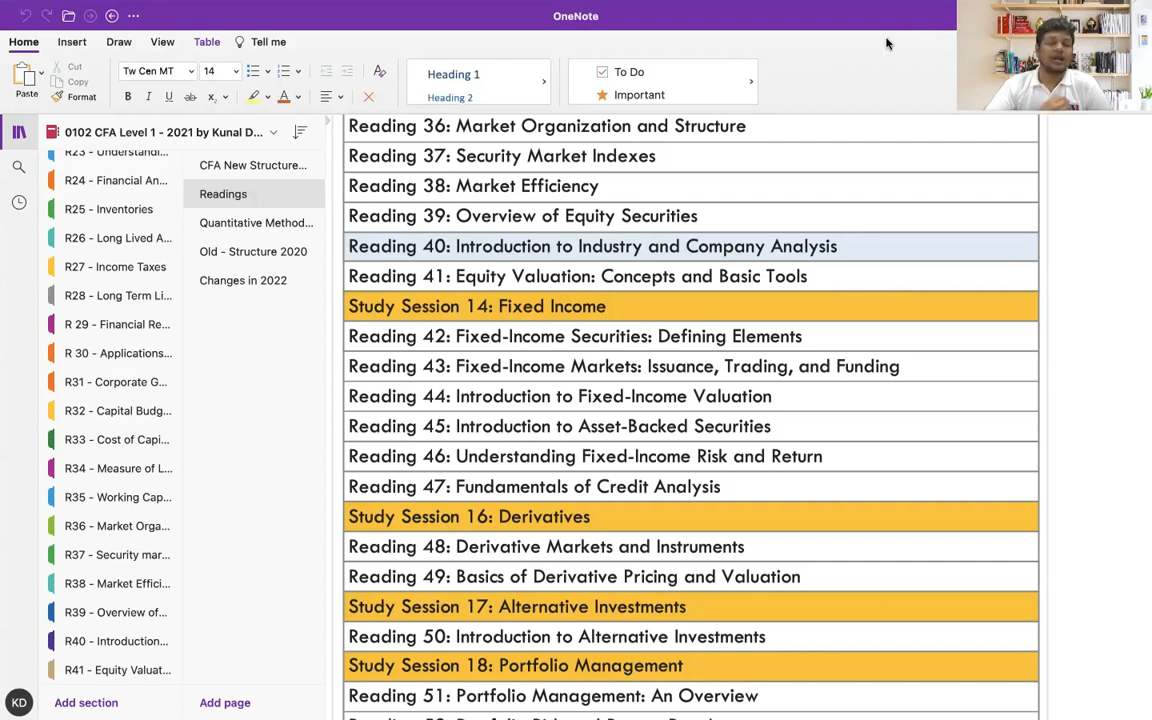 OneNote
Home Insert Draw View Table Tell me
Paste
Cut
Copy
Format
Tw Cen MT 14
B I U ab x A
Heading 1
Heading 2
To Do
Important
0102 CFA Level 1 - 2021 by Kunal D...
R23 - Understandi...
R24 - Financial An...
R25 - Inventories
R26 - Long Lived A...
R27 - Income Taxes
R28 - Long Term Li...
R 29 - Financial Re...
R 30 - Applications...
R31 - Corporate G...
R32 - Capital Budg...
R33 - Cost of Capi...
R34 - Measure of L...
R35 - Working Cap...
R36 - Market Orga...
R37 - Security mar...
R38 - Market Effici...
R39 - Overview of...
R40 - Introduction...
R41 - Equity Valuat...
KD
Add section
CFA New Structure...
Readings
Quantitative Method...
Old - Structure 2020
Changes in 2022
Add page
Reading 36: Market Organization and Structure
Reading 37: Security Market Indexes
Reading 38: Market Efficiency
Reading 39: Overview of Equity Securities
Reading 40: Introduction to Industry and Company Analysis
Reading 41: Equity Valuation: Concepts and Basic Tools
Study Session 14: Fixed Income
Reading 42: Fixed-Income Securities: Defining Elements
Reading 43: Fixed-Income Markets: Issuance, Trading, and Funding
Reading 44: Introduction to Fixed-Income Valuation
Reading 45: Introduction to Asset-Backed Securities
Reading 46: Understanding Fixed-Income Risk and Return
Reading 47: Fundamentals of Credit Analysis
Study Session 16: Derivatives
Reading 48: Derivative Markets and Instruments
Reading 49: Basics of Derivative Pricing and Valuation
Study Session 17: Alternative Investments
Reading 50: Introduction to Alternative Investments
Study Session 18: Portfolio Management
Reading 51: Portfolio Management: An Overview